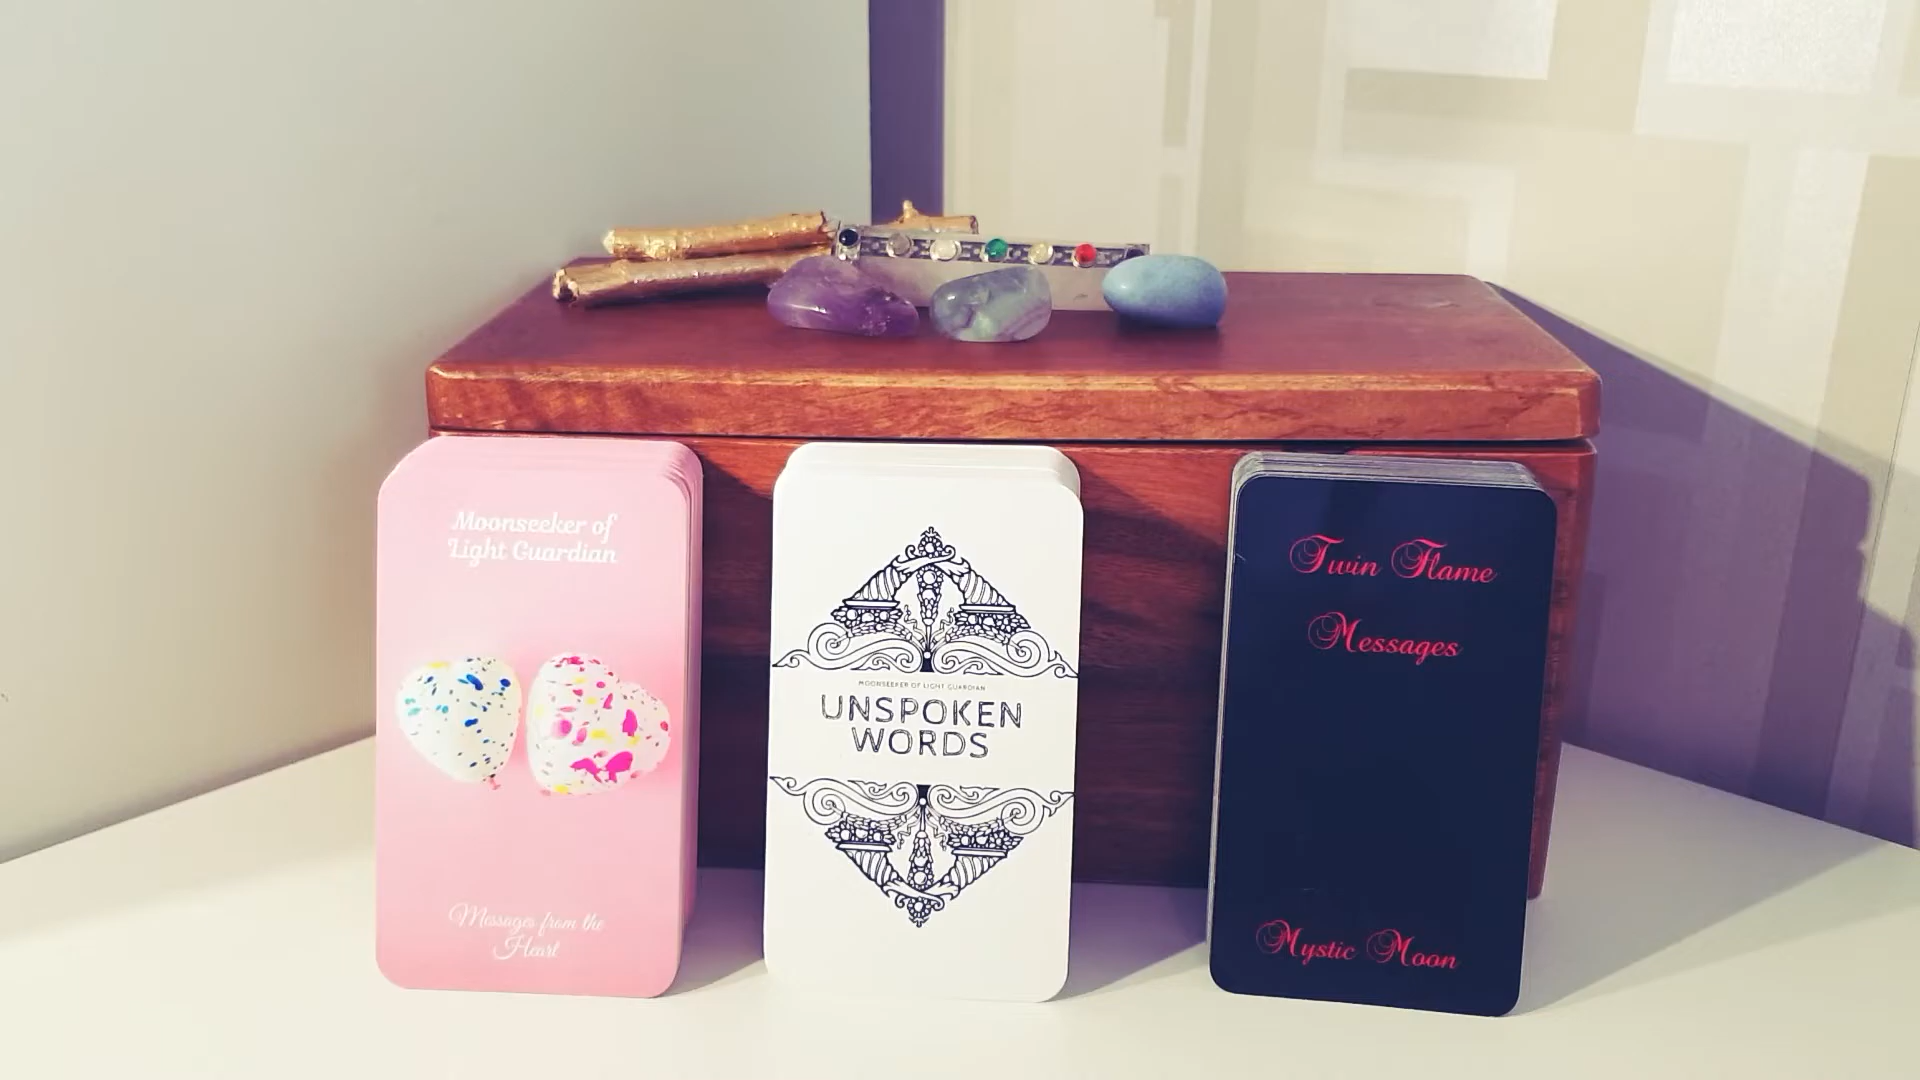 Moonseeker of
Light Guardian
Messages from the
Heart
MOONSEEKER OF LIGHT GUARDIAN
UNSPOKEN
WORDS
Twin Flame
Messages
Mystic Moon